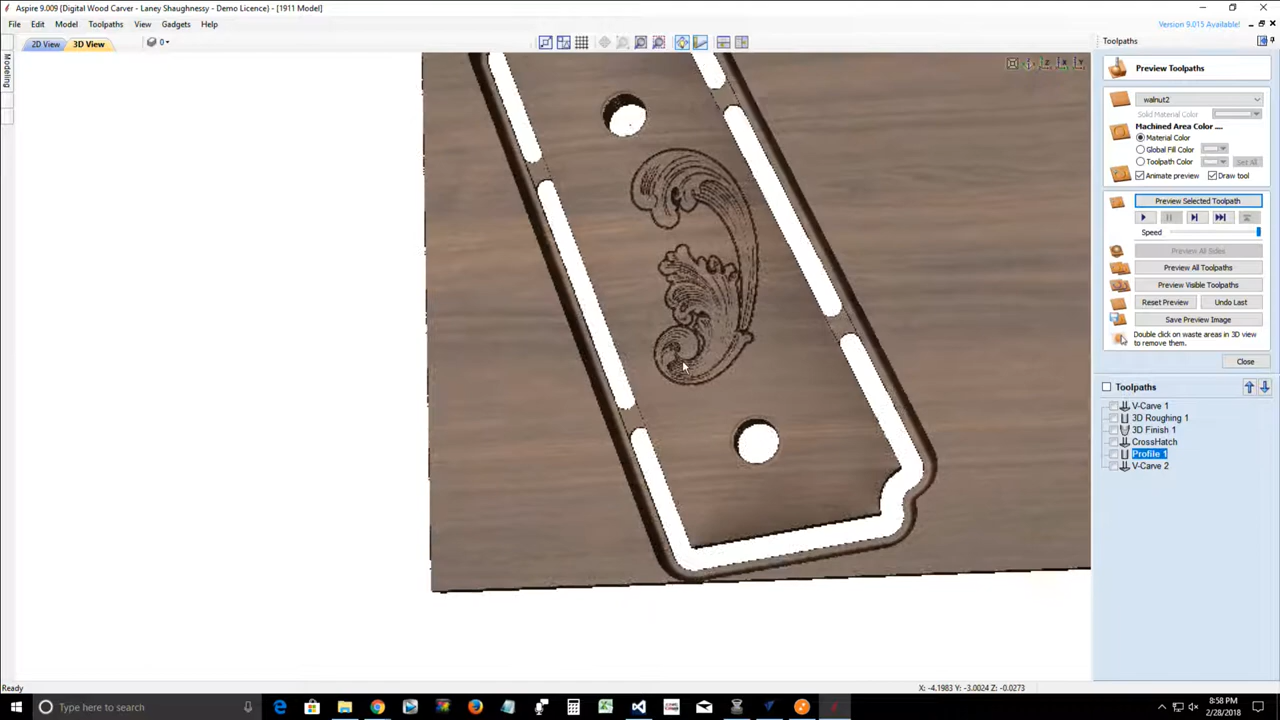 Aspire 9.009 (Digital Wood Carver - Laney Shaughnessy - Demo Licence) - [1911 Model]
File Edit Model Toolpaths View Gadgets Help
Version 9.015 Available!
2D View 3D View 0
Toolpaths
Modeling
Preview Toolpaths
walnut2
Solid Material Color
Machined Area Color ....
Material Color
Global Fill Color
Toolpath Color Set All
Animate preview Draw tool
Preview Selected Toolpath
Speed
Preview All Sides
Preview All Toolpaths
Preview Visible Toolpaths
Reset Preview Undo Last
Save Preview Image
Double click on waste areas in 3D view
to remove them.
Close
Toolpaths
V-Carve 1
3D Roughing 1
3D Finish 1
CrossHatch
Profile 1
V-Carve 2
Ready
X: -4.1983 Y: -3.0024 Z: -0.0273
Type here to search
8:58 PM
2/28/2018